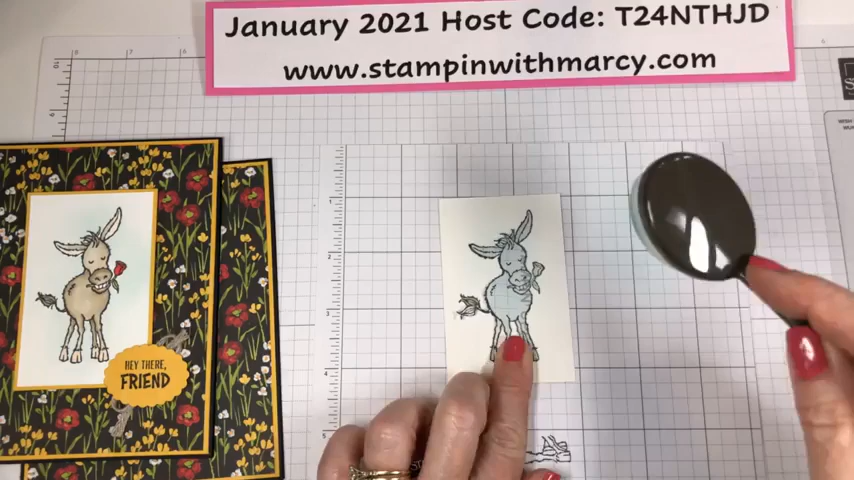 January 2021 Host Code: T24NTHJD
www.stampinwithmarcy.com
HEY THERE,
FRIEND